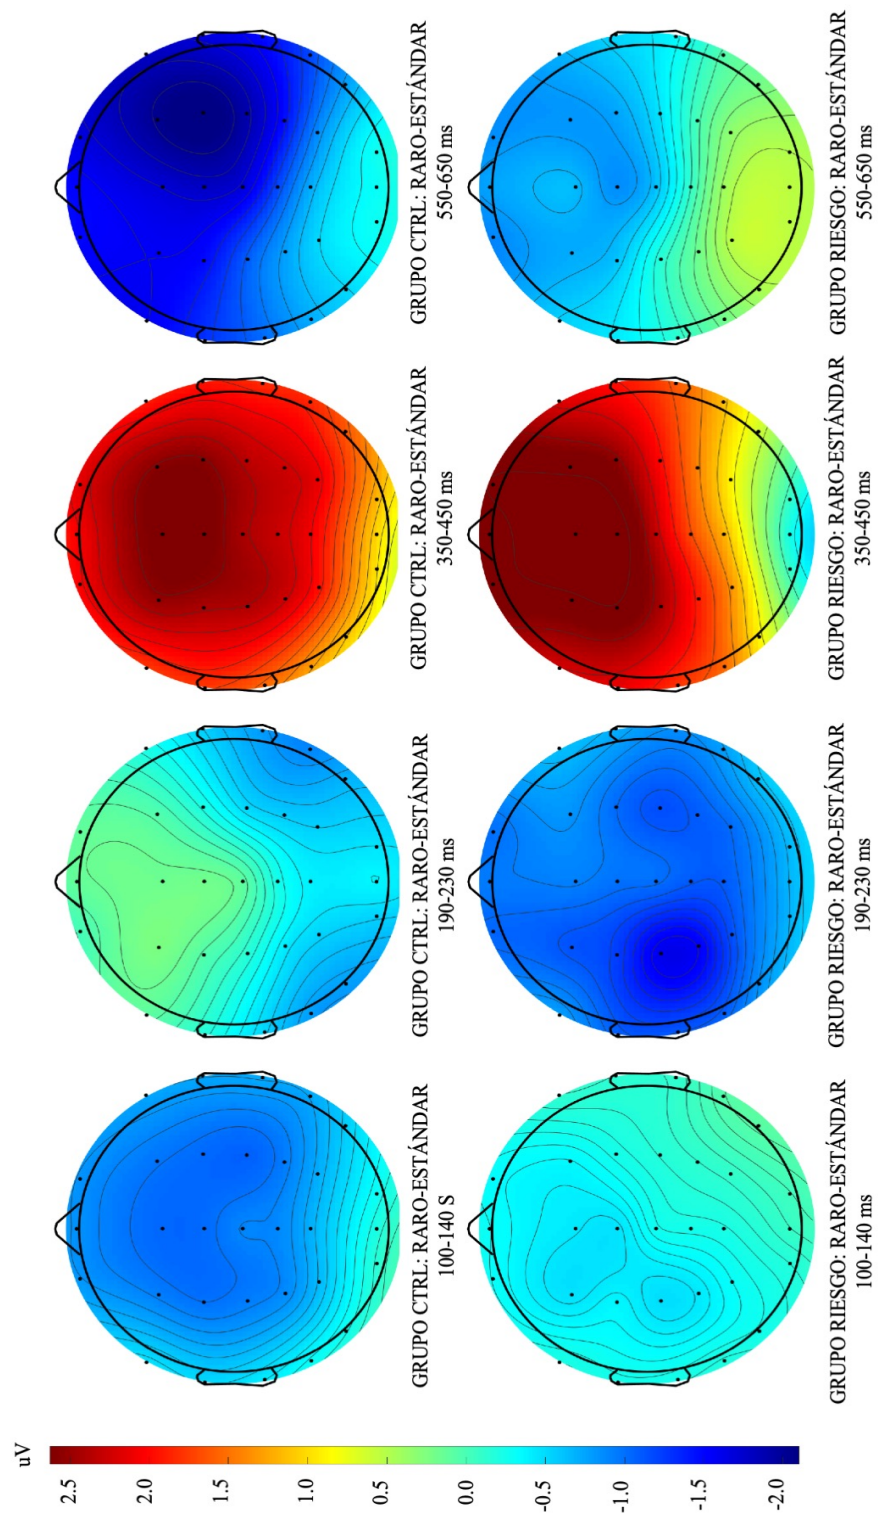 uV
2.5
2.0
1.5
1.0
0.5
0.0
-0.5
-1.0
-1.5
-2.0
GRUPO CTRL: RARO-ESTÁNDAR
100-140 S
GRUPO CTRL: RARO-ESTÁNDAR
190-230 ms
GRUPO CTRL: RARO-ESTÁNDAR
350-450 ms
GRUPO CTRL: RARO-ESTÁNDAR
550-650 ms
GRUPO RIESGO: RARO-ESTÁNDAR
100-140 ms
GRUPO RIESGO: RARO-ESTÁNDAR
190-230 ms
GRUPO RIESGO: RARO-ESTÁNDAR
350-450 ms
GRUPO RIESGO: RARO-ESTÁNDAR
550-650 ms